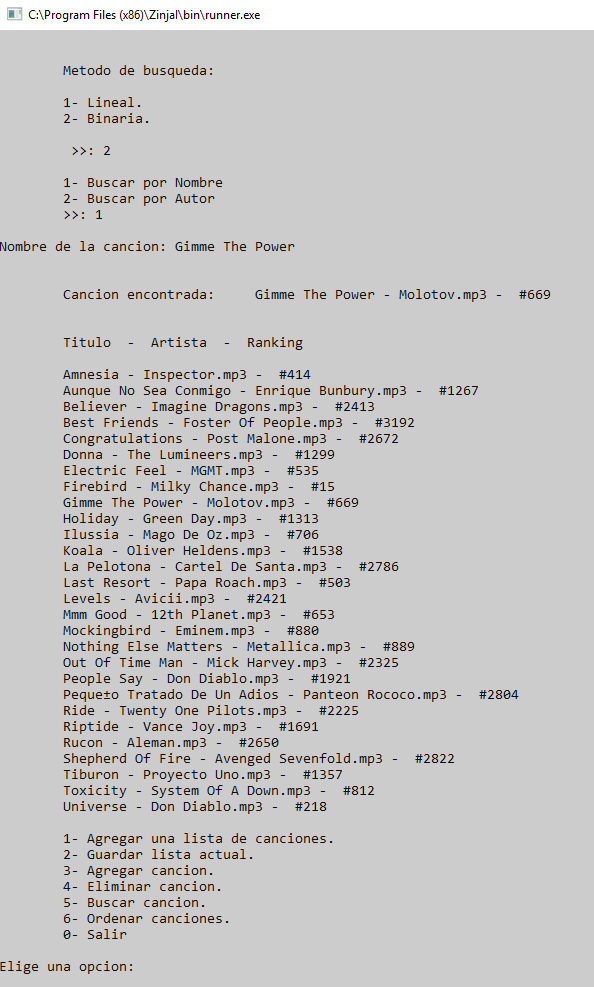 C:\Program Files (x86)\Zinjal\bin\runner.exe
Metodo de busqueda:
1- Lineal.
2- Binaria.
>>: 2
1- Buscar por Nombre
2- Buscar por Autor
>>: 1
Nombre de la cancion: Gimme The Power
Cancion encontrada:     Gimme The Power - Molotov.mp3 -  #669
Titulo  -  Artista  -  Ranking
Amnesia - Inspector.mp3 -  #414
Aunque No Sea Conmigo - Enrique Bunbury.mp3 -  #1267
Believer - Imagine Dragons.mp3 -  #2413
Best Friends - Foster Of People.mp3 -  #3192
Congratulations - Post Malone.mp3 -  #2672
Donna - The Lumineers.mp3 -  #1299
Electric Feel - MGMT.mp3 -  #535
Firebird - Milky Chance.mp3 -  #15
Gimme The Power - Molotov.mp3 -  #669
Holiday - Green Day.mp3 -  #1313
Ilussia - Mago De Oz.mp3 -  #706
Koala - Oliver Heldens.mp3 -  #1538
La Pelotona - Cartel De Santa.mp3 -  #2786
Last Resort - Papa Roach.mp3 -  #503
Levels - Avicii.mp3 -  #2421
Mmm Good - 12th Planet.mp3 -  #653
Mockingbird - Eminem.mp3 -  #880
Nothing Else Matters - Metallica.mp3 -  #889
Out Of Time Man - Mick Harvey.mp3 -  #2325
People Say - Don Diablo.mp3 -  #1921
Peque±o Tratado De Un Adios - Panteon Rococo.mp3 -  #2804
Ride - Twenty One Pilots.mp3 -  #2225
Riptide - Vance Joy.mp3 -  #1691
Rucon - Aleman.mp3 -  #2650
Shepherd Of Fire - Avenged Sevenfold.mp3 -  #2822
Tiburon - Proyecto Uno.mp3 -  #1357
Toxicity - System Of A Down.mp3 -  #812
Universe - Don Diablo.mp3 -  #218
1- Agregar una lista de canciones.
2- Guardar lista actual.
3- Agregar cancion.
4- Eliminar cancion.
5- Buscar cancion.
6- Ordenar canciones.
0- Salir
Elige una opcion: